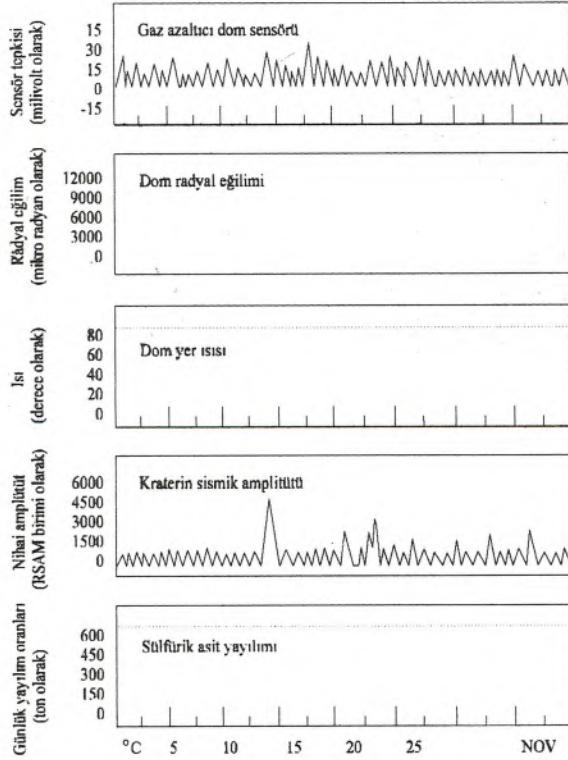 Sensör tepkisi
(milivolt olarak)
15
30
15
0
-15
Gaz azaltıcı dom sensörü
Rådyal eğilim
(mikro radyan olarak)
12000
9000
6000
3000
0
Dom radyal eğilimi
Isı
(derece olarak)
80
60
40
20
0
Dom yer ısısı
Nihai amplütüt
(RSAM birimi olarak)
6000
4500
3000
1500
0
Kraterin sismik amplitütü
Günlük yayılım oranları
(ton olarak)
600
450
300
150
0
Sülfürik asit yayılımı
°C 5 10 15 20 25 NOV